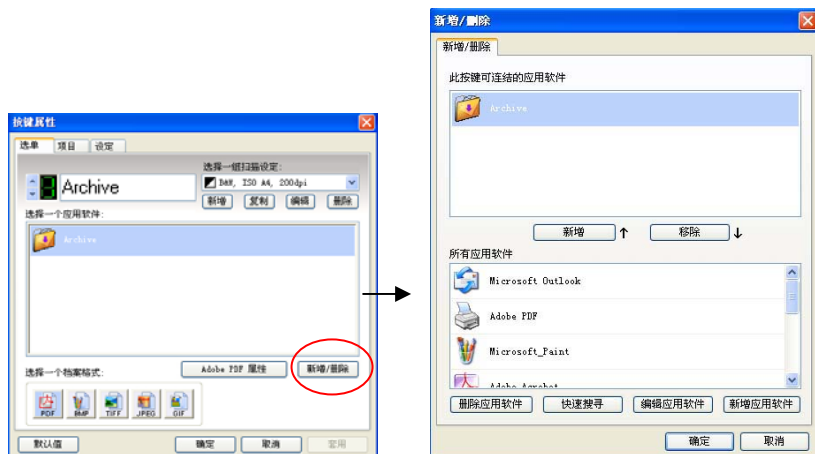 按键属性
选单 项目 设定
选择一组扫描设定:
Archive
B&W, ISO A4, 200dpi
新增 复制 编辑 删除
选择一个应用软件:
Archive
选择一个档案格式:
Adobe PDF 属性 新增/删除
PDF BMP TIFF JPEG GIF
默认值 确定 取消 套用
新增/删除
新增/删除
此按键可连结的应用软件
Archive
新增 ↑ 移除 ↓
所有应用软件
Microsoft Outlook
Adobe PDF
Microsoft_Paint
Adobe Acrobat
删除应用软件 快速搜寻 编辑应用软件 新增应用软件
确定 取消